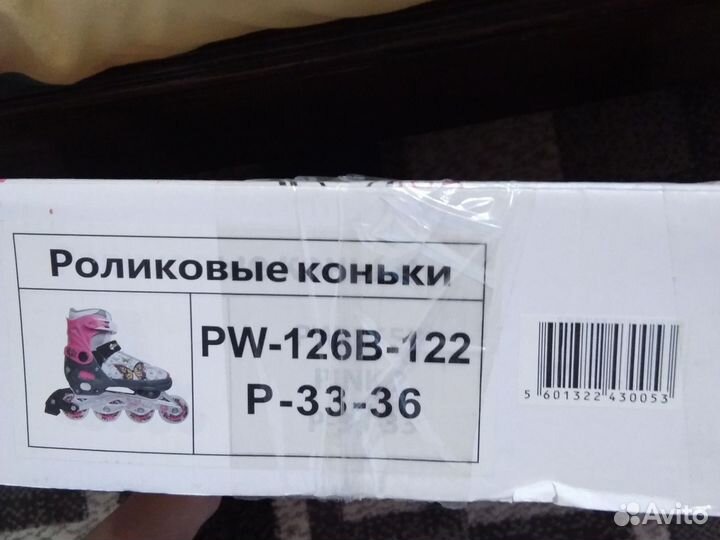 Роликовые коньки
PW-126B-122
Р-33-36
5 601322 430053
Avito